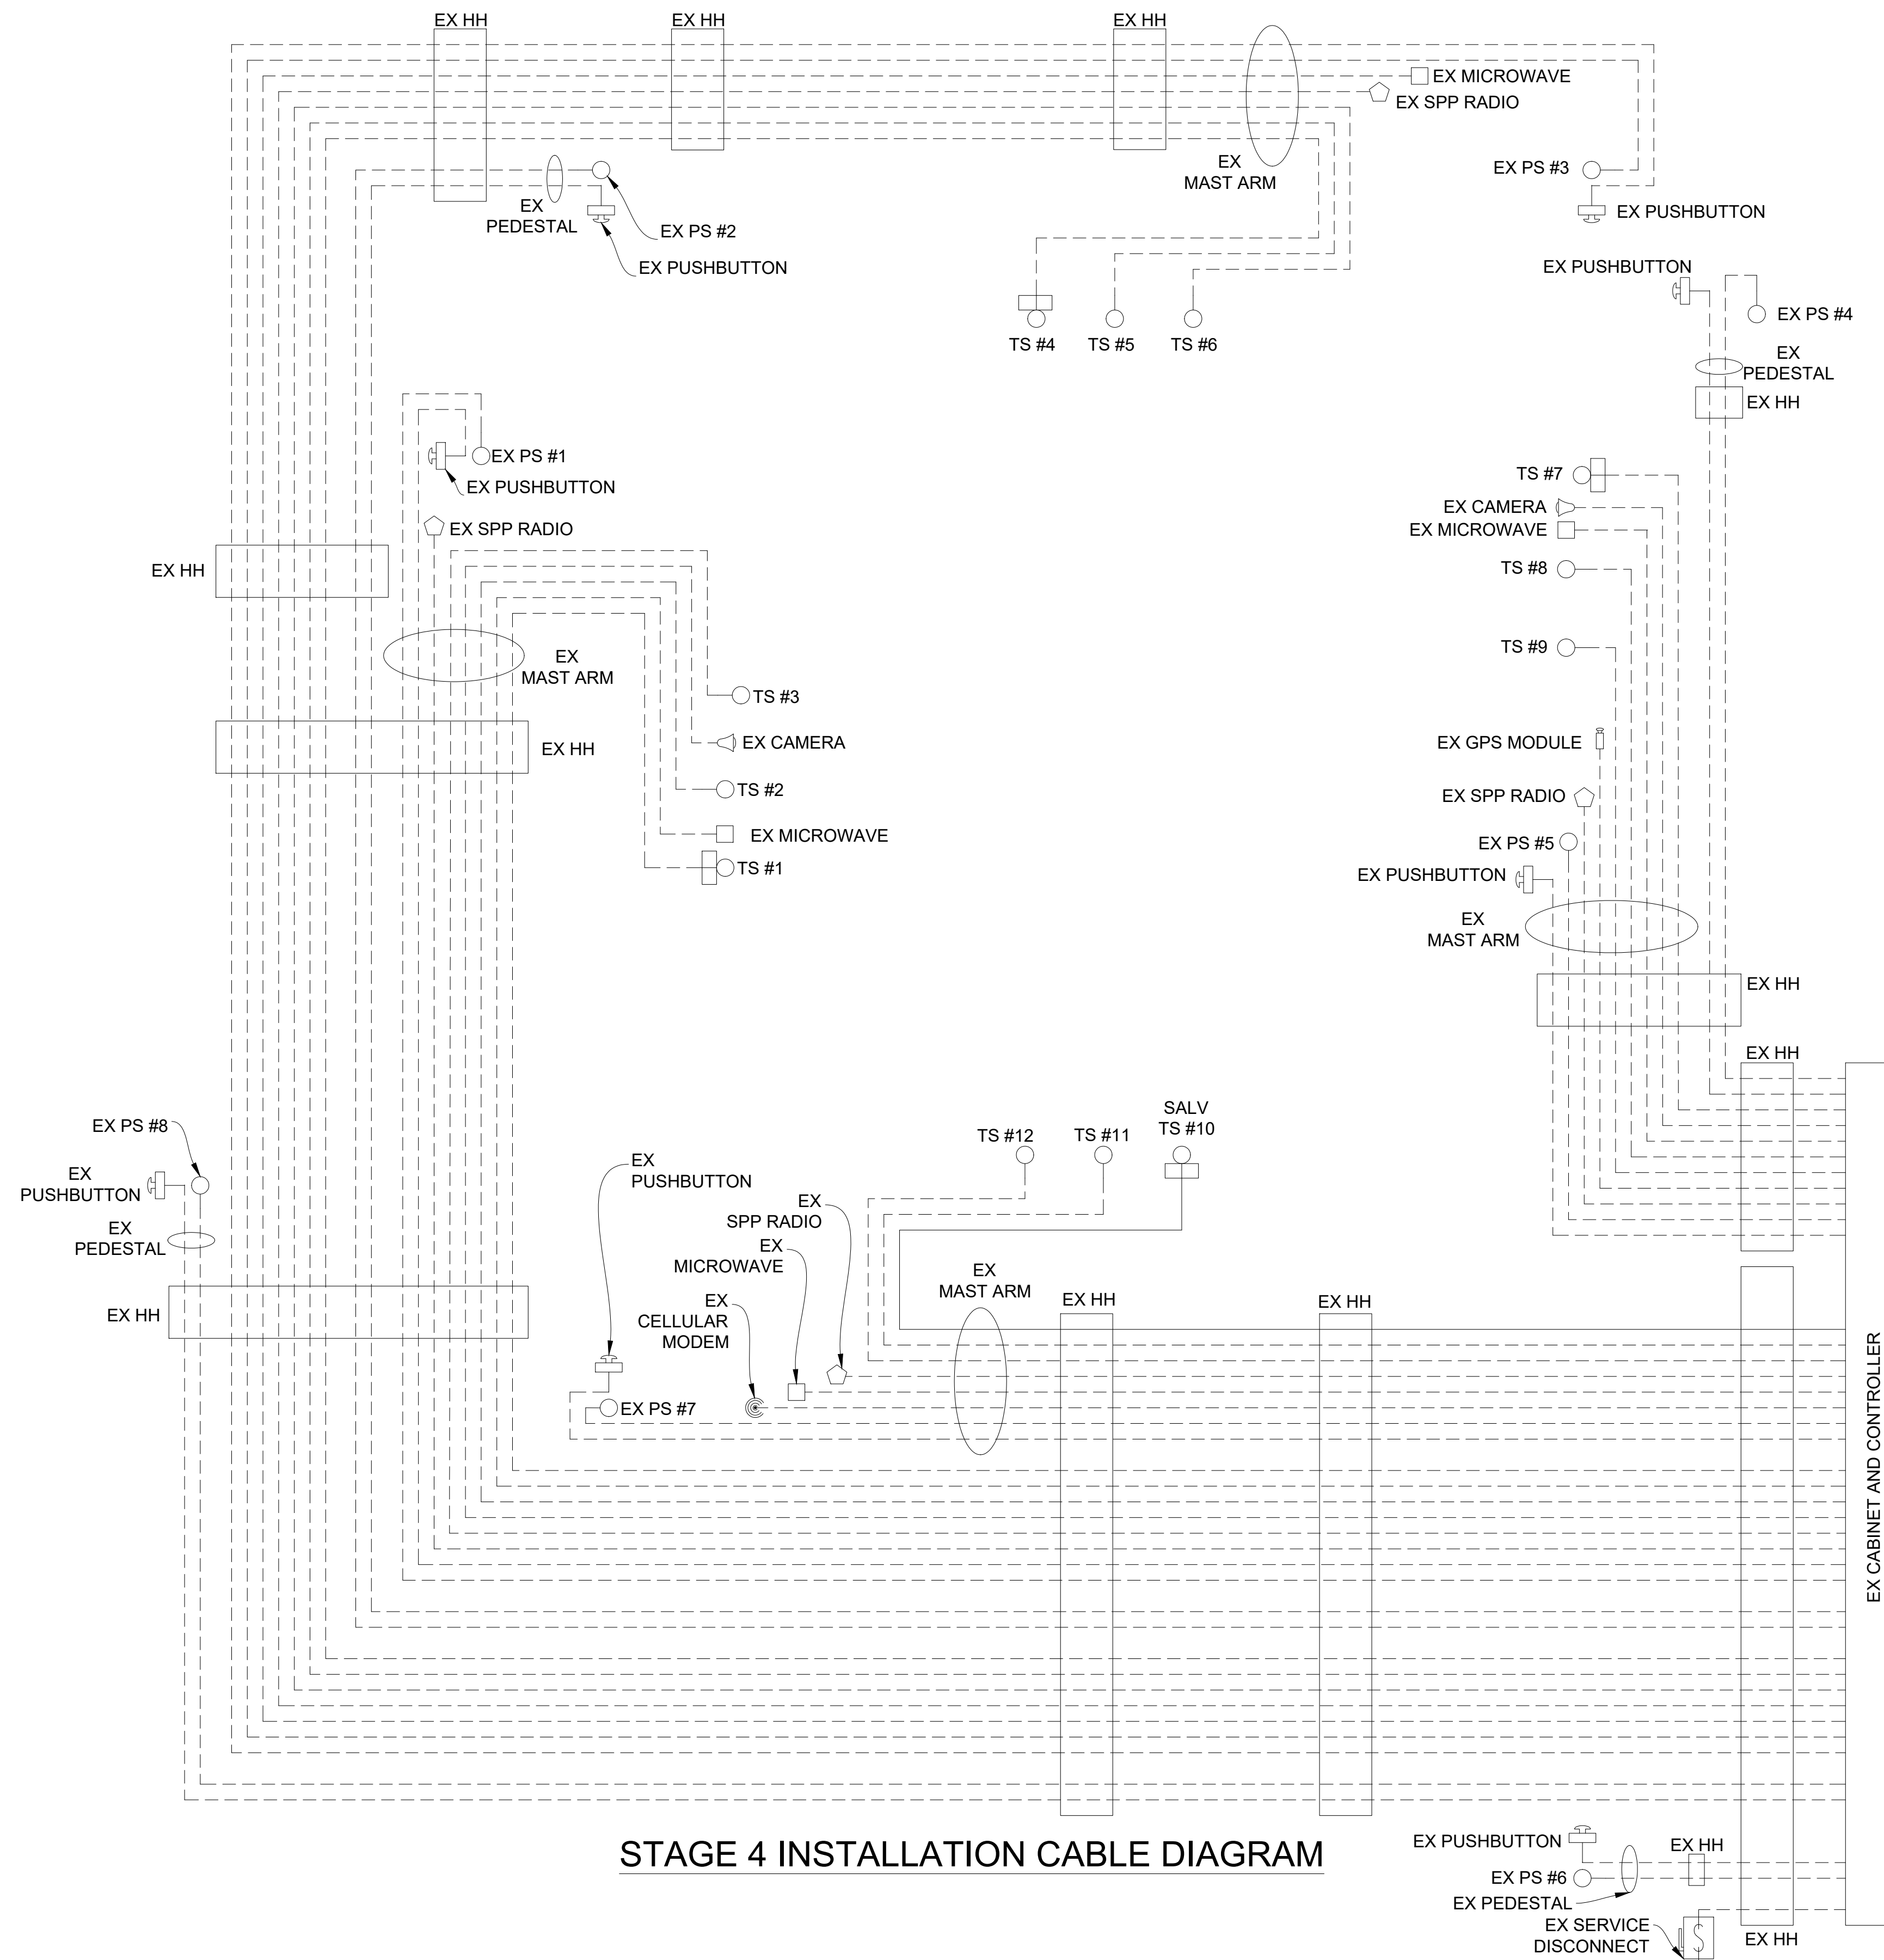 EX HH
EX HH
EX HH
EX MICROWAVE
EX SPP RADIO
EX
MAST ARM
EX PS #3
EX PUSHBUTTON
EX
PEDESTAL
EX PS #2
EX PUSHBUTTON
EX PUSHBUTTON
EX PS #4
TS #4
TS #5
TS #6
EX
PEDESTAL
EX HH
EX PS #1
EX PUSHBUTTON
EX SPP RADIO
EX HH
EX
MAST ARM
EX HH
TS #3
EX CAMERA
TS #2
EX MICROWAVE
TS #1
TS #7
EX CAMERA
EX MICROWAVE
TS #8
TS #9
EX GPS MODULE
EX SPP RADIO
EX PS #5
EX PUSHBUTTON
EX
MAST ARM
EX HH
EX HH
EX PS #8
EX
PUSHBUTTON
EX
PEDESTAL
EX HH
EX
PUSHBUTTON
EX
SPP RADIO
EX
MICROWAVE
EX
CELLULAR
MODEM
EX PS #7
TS #12
TS #11
SALV
TS #10
EX
MAST ARM
EX HH
EX HH
EX CABINET AND CONTROLLER
STAGE 4 INSTALLATION CABLE DIAGRAM
EX PUSHBUTTON
EX HH
EX PS #6
EX PEDESTAL
EX SERVICE
DISCONNECT
S
EX HH